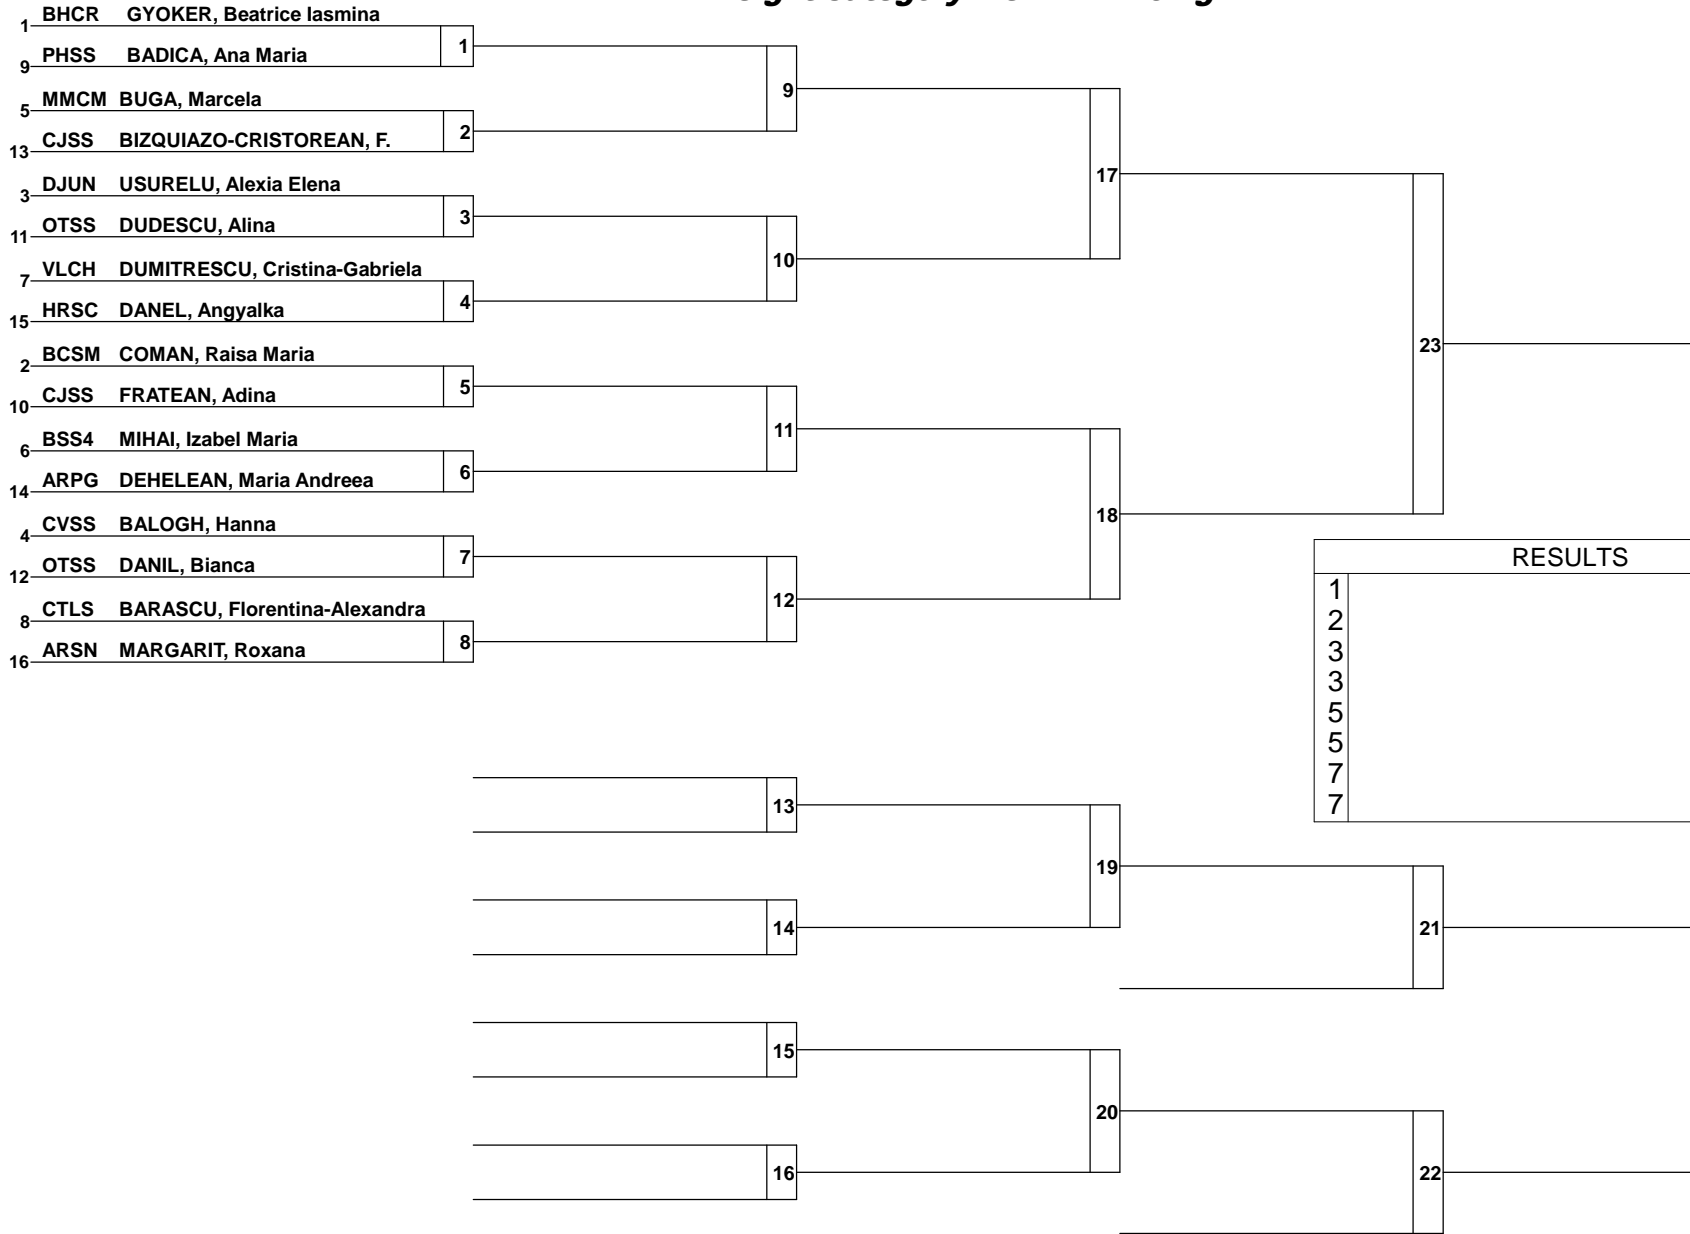 1 BHCR GYOKER, Beatrice Iasmina
9 PHSS BADICA, Ana Maria
1
5 MMCM BUGA, Marcela
13 CJSS BIZQUIAZO-CRISTOREAN, F.
2
3 DJUN USURELU, Alexia Elena
11 OTSS DUDESCU, Alina
3
7 VLCH DUMITRESCU, Cristina-Gabriela
15 HRSC DANEL, Angyalka
4
2 BCSM COMAN, Raisa Maria
10 CJSS FRATEAN, Adina
5
6 BSS4 MIHAI, Izabel Maria
14 ARPG DEHELEAN, Maria Andreea
6
4 CVSS BALOGH, Hanna
12 OTSS DANIL, Bianca
7
8 CTLS BARASCU, Florentina-Alexandra
16 ARSN MARGARIT, Roxana
8
9
10
11
12
17
18
23
RESULTS
1
2
3
3
5
5
7
7
13
14
15
16
19
20
21
22